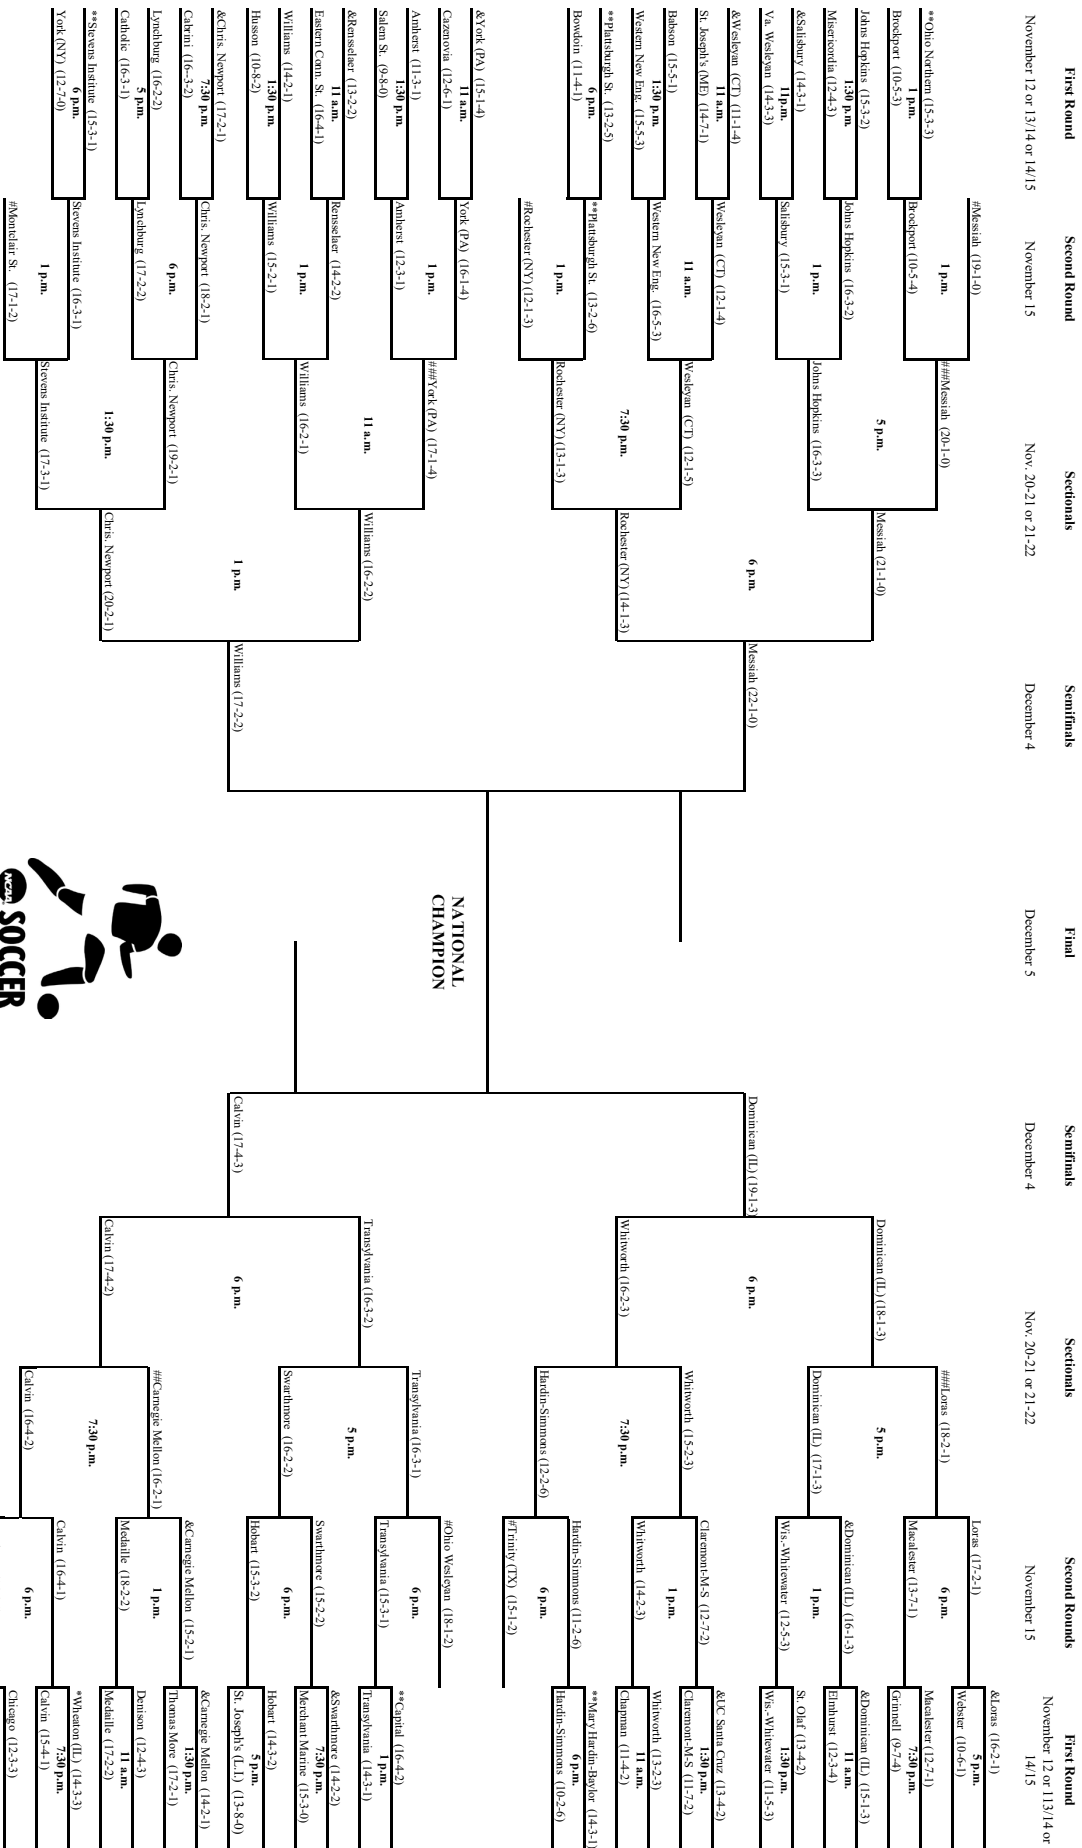 First Round
November 12 or 13/14 or 14/15
Second Round
November 15
Sectionals
Nov. 20-21 or 21-22
Semifinals
December 4
Final
December 5
Semifinals
December 4
Sectionals
Nov. 20-21 or 21-22
Second Rounds
November 15
First Round
November 12 or 113/14 or
14/15
**Ohio Northern (15-3-3)
1 p.m.
Brockport (10-5-3)
Johns Hopkins (15-3-2)
1:30 p.m.
Misericordia (12-4-3)
&Salisbury (14-3-1)
11p.m.
Va. Wesleyan (14-3-3)
&Wesleyan (CT) (11-1-4)
11 a.m.
St. Joseph's (ME) (14-7-1)
Babson (15-5-1)
1:30 p.m.
Western New Eng. (15-5-3)
**Plattsburgh St. (13-2-5)
6 p.m.
Bowdoin (11-4-1)
&York (PA) (15-1-4)
11 a.m.
Cazenovia (12-6-1)
Amherst (11-3-1)
1:30 p.m.
Salem St. (9-8-0)
&Rensselaer (13-2-2)
11 a.m.
Eastern Conn. St. (16-4-1)
Williams (14-2-1)
1:30 p.m.
Husson (10-8-2)
&Chris. Newport (17-2-1)
7:30 p.m.
Cabrini (16--3-2)
Lynchburg (16-2-2)
5 p.m.
Catholic (16-3-1)
**Stevens Institute (15-3-1)
6 p.m.
York (NY) (12-7-0)
#Messiah (19-1-0)
1 p.m.
Brockport (10-5-4)
Johns Hopkins (16-3-2)
1 p.m.
Salisbury (15-3-1)
Wesleyan (CT) (12-1-4)
11 a.m.
Western New Eng. (16-5-3)
**Plattsburgh St. (13-2-6)
1 p.m.
#Rochester (NY) (12-1-3)
York (PA) (16-1-4)
1 p.m.
Amherst (12-3-1)
Rensselaer (14-2-2)
1 p.m.
Williams (15-2-1)
Chris. Newport (18-2-1)
6 p.m.
Lynchburg (17-2-2)
Stevens Institute (16-3-1)
1 p.m.
#Montclair St. (17-1-2)
###Messiah (20-1-0)
5 p.m.
Johns Hopkins (16-3-3)
Wesleyan (CT) (12-1-5)
7:30 p.m.
Rochester (NY) (13-1-3)
###York (PA) (17-1-4)
11 a.m.
Williams (16-2-1)
Chris. Newport (19-2-1)
1:30 p.m.
Stevens Institute (17-3-1)
Messiah (21-1-0)
6 p.m.
Rochester (NY) (14-1-3)
Williams (16-2-2)
1 p.m.
Chris. Newport (20-2-1)
Messiah (22-1-0)
Williams (17-2-2)
NATIONAL
CHAMPION
NCAA SOCCER
Dominican (IL) (19-1-3)
Calvin (17-4-3)
Dominican (IL) (18-1-3)
6 p.m.
Whitworth (16-2-3)
Transylvania (16-3-2)
6 p.m.
Calvin (17-4-2)
###Loras (18-2-1)
5 p.m.
Dominican (IL) (17-1-3)
Whitworth (15-2-3)
7:30 p.m.
Hardin-Simmons (12-2-6)
Transylvania (16-3-1)
5 p.m.
Swarthmore (16-2-2)
##Carnegie Mellon (16-2-1)
7:30 p.m.
Calvin (16-4-2)
Loras (17-2-1)
6 p.m.
Macalester (13-7-1)
&Dominican (IL) (16-1-3)
1 p.m.
Wis.-Whitewater (12-5-3)
Claremont-M-S (12-7-2)
1 p.m.
Whitworth (14-2-3)
Hardin-Simmons (11-2-6)
6 p.m.
#Trinity (TX) (15-1-2)
#Ohio Wesleyan (18-1-2)
6 p.m.
Transylvania (15-3-1)
Swarthmore (15-2-2)
6 p.m.
Hobart (15-3-2)
&Carnegie Mellon (15-2-1)
1 p.m.
Medaille (18-2-2)
Calvin (16-4-1)
6 p.m.
&Loras (16-2-1)
5 p.m.
Webster (10-6-1)
Macalester (12-7-1)
7:30 p.m.
Grinnell (9-7-4)
&Dominican (IL) (15-1-3)
11 a.m.
Elmhurst (12-3-4)
St. Olaf (13-4-2)
1:30 p.m.
Wis.-Whitewater (11-5-3)
&UC Santa Cruz (13-4-2)
1:30 p.m.
Claremont-M-S (11-7-2)
Whitworth (13-2-3)
11 a.m.
Chapman (11-4-2)
**Mary Hardin-Baylor (14-3-1)
6 p.m.
Hardin-Simmons (10-2-6)
**Capital (16-4-2)
1 p.m.
Transylvania (14-3-1)
&Swarthmore (14-2-2)
7:30 p.m.
Merchant Marine (15-3-0)
Hobart (14-3-2)
5 p.m.
St. Joseph's (L.I.) (13-8-0)
&Carnegie Mellon (14-2-1)
1:30 p.m.
Thomas More (17-2-1)
Denison (12-4-3)
11 a.m.
Medaille (17-2-2)
*Wheaton (IL) (14-3-3)
7:30 p.m.
Calvin (15-4-1)
Chicago (12-3-3)